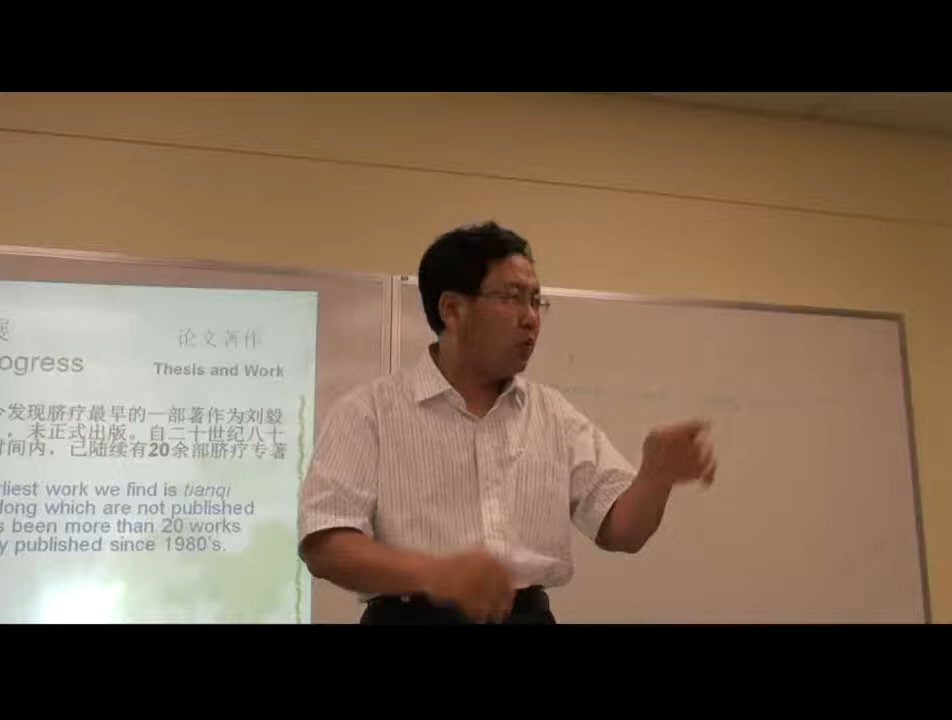 展
论文著作
ogress
Thesis and Work
今发现脐疗最早的一部著作为刘毅
，未正式出版。自二十世纪八十
时间内，已陆续有20余部脐疗专著
rliest work we find is tianqi
long which are not published
s been more than 20 works
y published since 1980's.